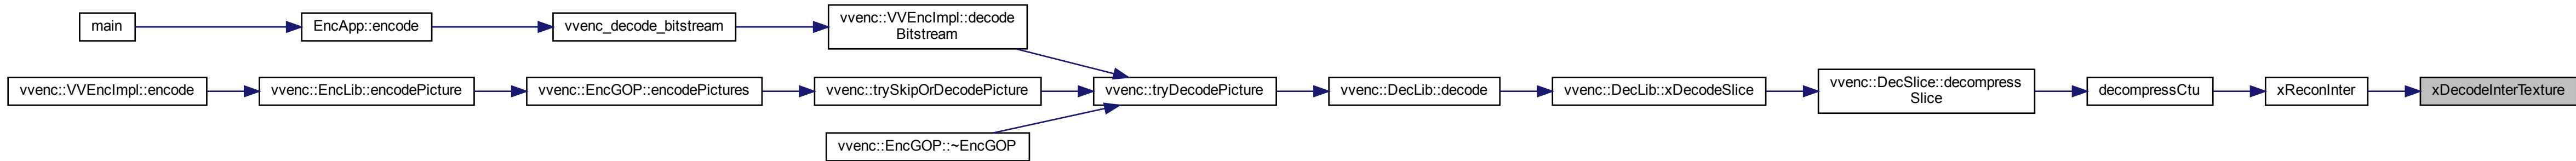 main
EncApp::encode
vvenc_decode_bitstream
vvenc::VVEncImpl::decode
Bitstream
vvenc::VVEncImpl::encode
vvenc::EncLib::encodePicture
vvenc::EncGOP::encodePictures
vvenc::trySkipOrDecodePicture
vvenc::tryDecodePicture
vvenc::DecLib::decode
vvenc::DecLib::xDecodeSlice
vvenc::DecSlice::decompress
Slice
decompressCtu
xReconInter
xDecodeInterTexture
vvenc::EncGOP::~EncGOP